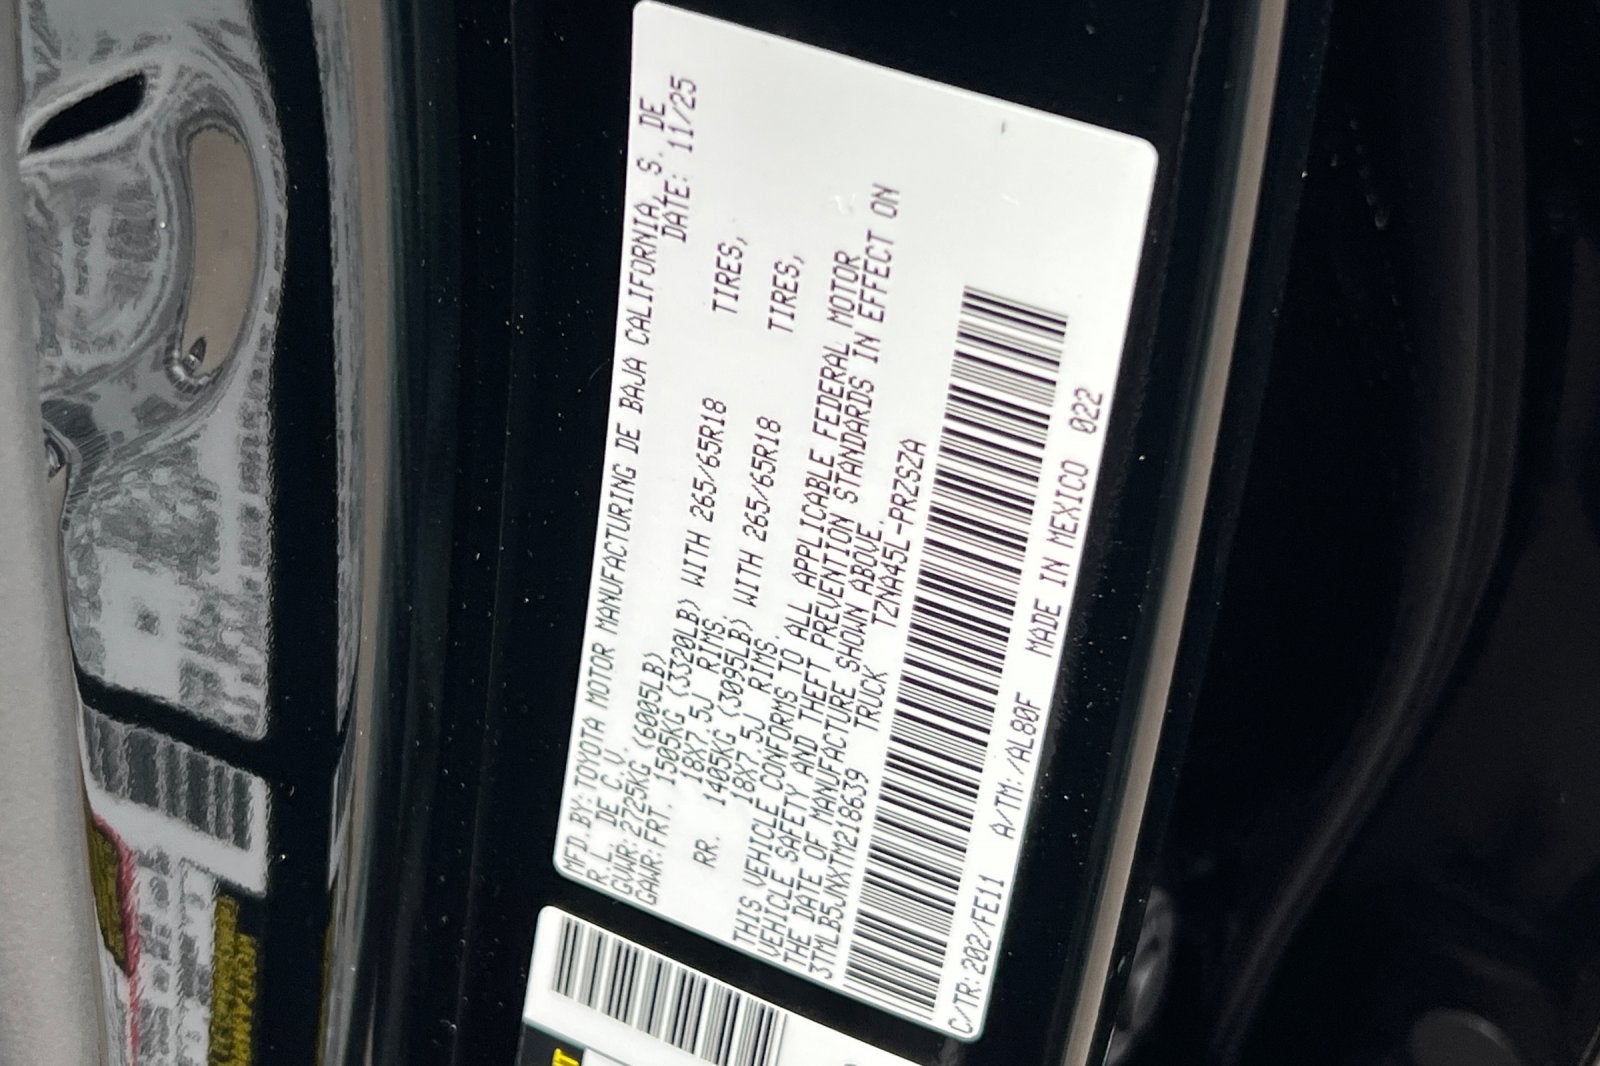 MFD.BY:TOYOTA MOTOR MANUFACTURING DE BAJA CALIFORNIA, S. DE
R.L. DE C.V. DATE: 11/25
GVWR:2725KG (6005LB)
GAWR:FRT. 1505KG (3320LB) WITH 265/65R18 TIRES,
18X7.5J RIMS.
RR. 1405KG (3095LB) WITH 265/65R18 TIRES,
18X7.5J RIMS.
THIS VEHICLE CONFORMS TO ALL APPLICABLE FEDERAL MOTOR
VEHICLE SAFETY AND THEFT PREVENTION STANDARDS IN EFFECT ON
THE DATE OF MANUFACTURE SHOWN ABOVE.
3TMLB5JNXTM218639 TRUCK TZNA45L-PRZSZA
C/TR:202/FE11 A/TM:/AL80F MADE IN MEXICO 022